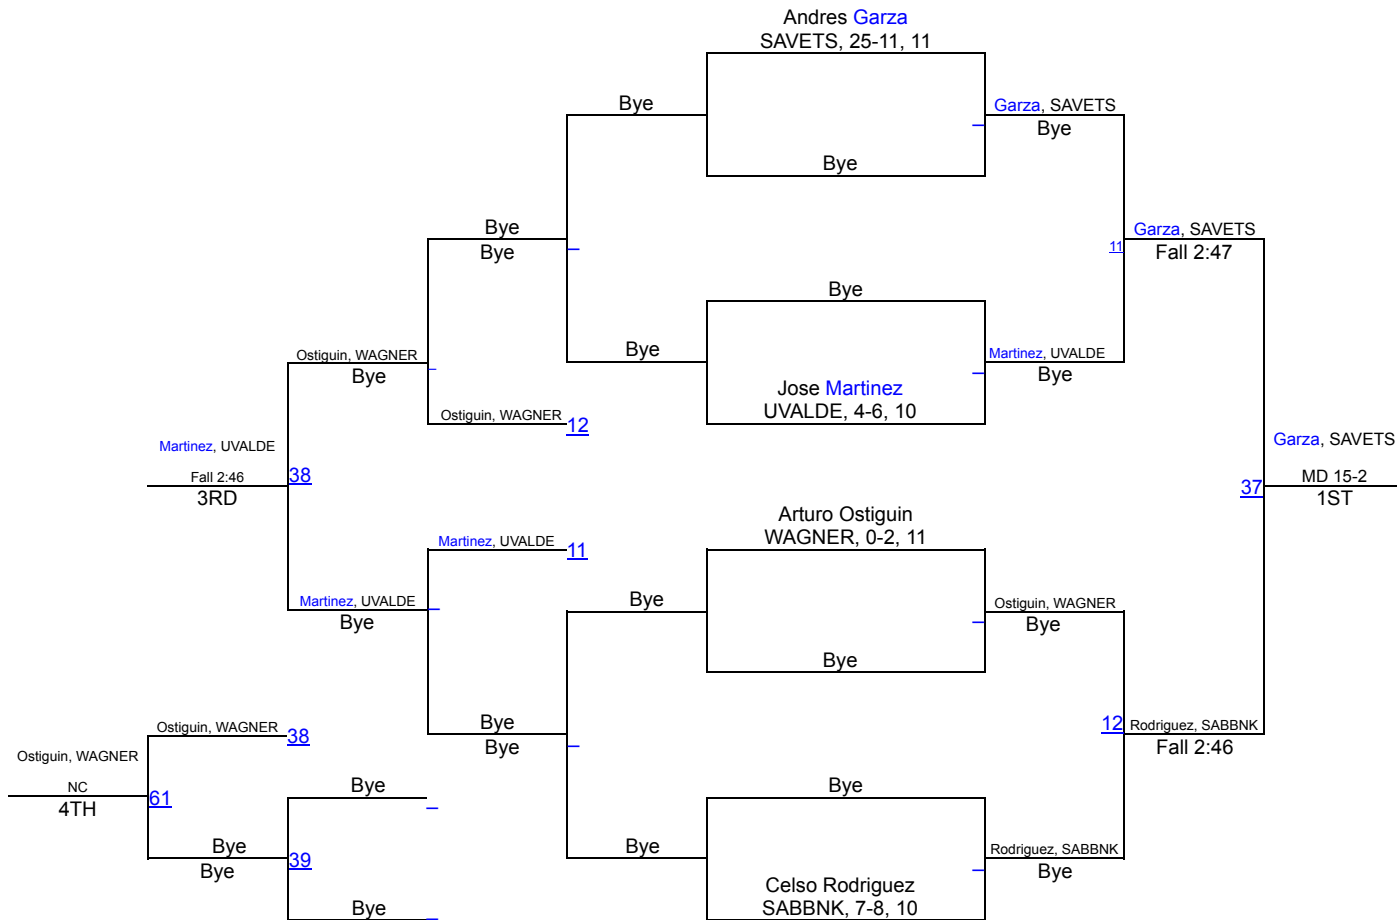 Andres Garza
SAVETS, 25-11, 11
Bye
Garza, SAVETS
Bye
Bye
Bye
Bye
Garza, SAVETS
11
Fall 2:47
Bye
Ostiguin, WAGNER
Bye
Bye
Martinez, UVALDE
Bye
Jose Martinez
UVALDE, 4-6, 10
Ostiguin, WAGNER
12
Martinez, UVALDE
Garza, SAVETS
Fall 2:46
38
3RD
37
MD 15-2
1ST
Arturo Ostiguin
WAGNER, 0-2, 11
Martinez, UVALDE
11
Martinez, UVALDE
Bye
Bye
Ostiguin, WAGNER
Bye
Bye
Bye
Bye
12
Rodriguez, SABBNK
Fall 2:46
Ostiguin, WAGNER
38
Ostiguin, WAGNER
NC
61
4TH
Bye
Bye
Bye
Bye
39
Bye
Rodriguez, SABBNK
Bye
Celso Rodriguez
SABBNK, 7-8, 10
Bye